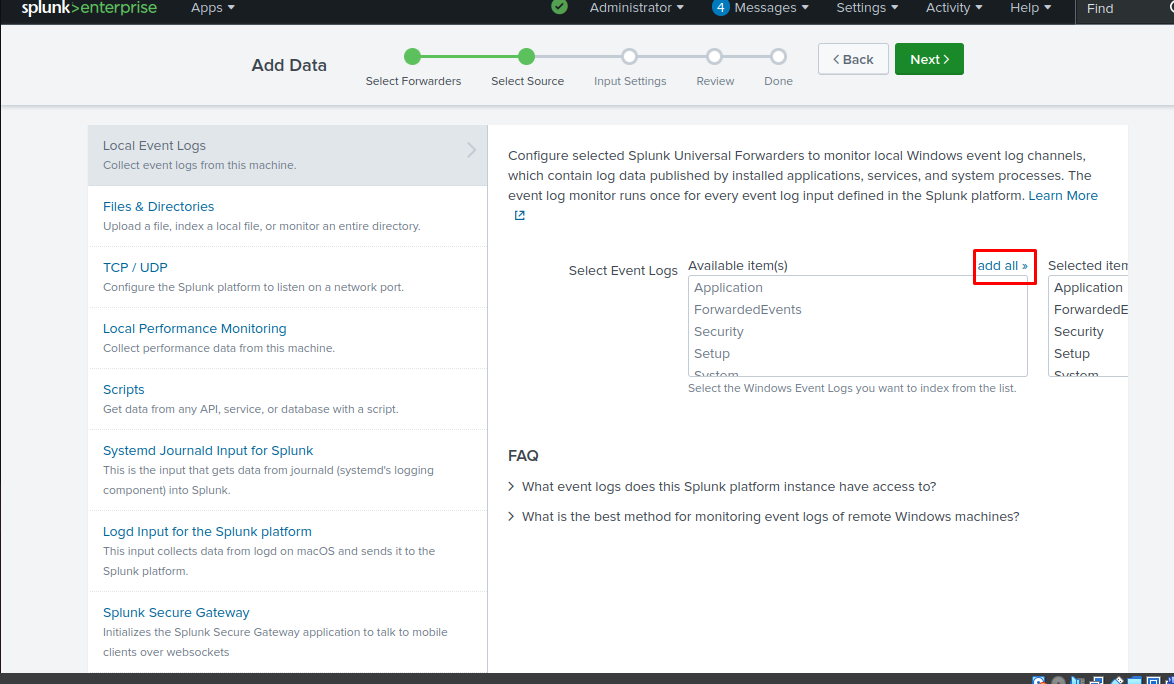 splunk>enterprise Apps Administrator 4 Messages Settings Activity Help Find
Add Data
Select Forwarders Select Source Input Settings Review Done
< Back Next >
Local Event Logs
Collect event logs from this machine.
Files & Directories
Upload a file, index a local file, or monitor an entire directory.
TCP / UDP
Configure the Splunk platform to listen on a network port.
Local Performance Monitoring
Collect performance data from this machine.
Scripts
Get data from any API, service, or database with a script.
Systemd Journald Input for Splunk
This is the input that gets data from journald (systemd's logging
component) into Splunk.
Logd Input for the Splunk platform
This input collects data from logd on macOS and sends it to the
Splunk platform.
Splunk Secure Gateway
Initializes the Splunk Secure Gateway application to talk to mobile
clients over websockets
Configure selected Splunk Universal Forwarders to monitor local Windows event log channels,
which contain log data published by installed applications, services, and system processes. The
event log monitor runs once for every event log input defined in the Splunk platform. Learn More
Select Event Logs
Available item(s) add all »
Application
ForwardedEvents
Security
Setup
System
Selected item
Application
ForwardedE
Security
Setup
System
Select the Windows Event Logs you want to index from the list.
FAQ
> What event logs does this Splunk platform instance have access to?
> What is the best method for monitoring event logs of remote Windows machines?